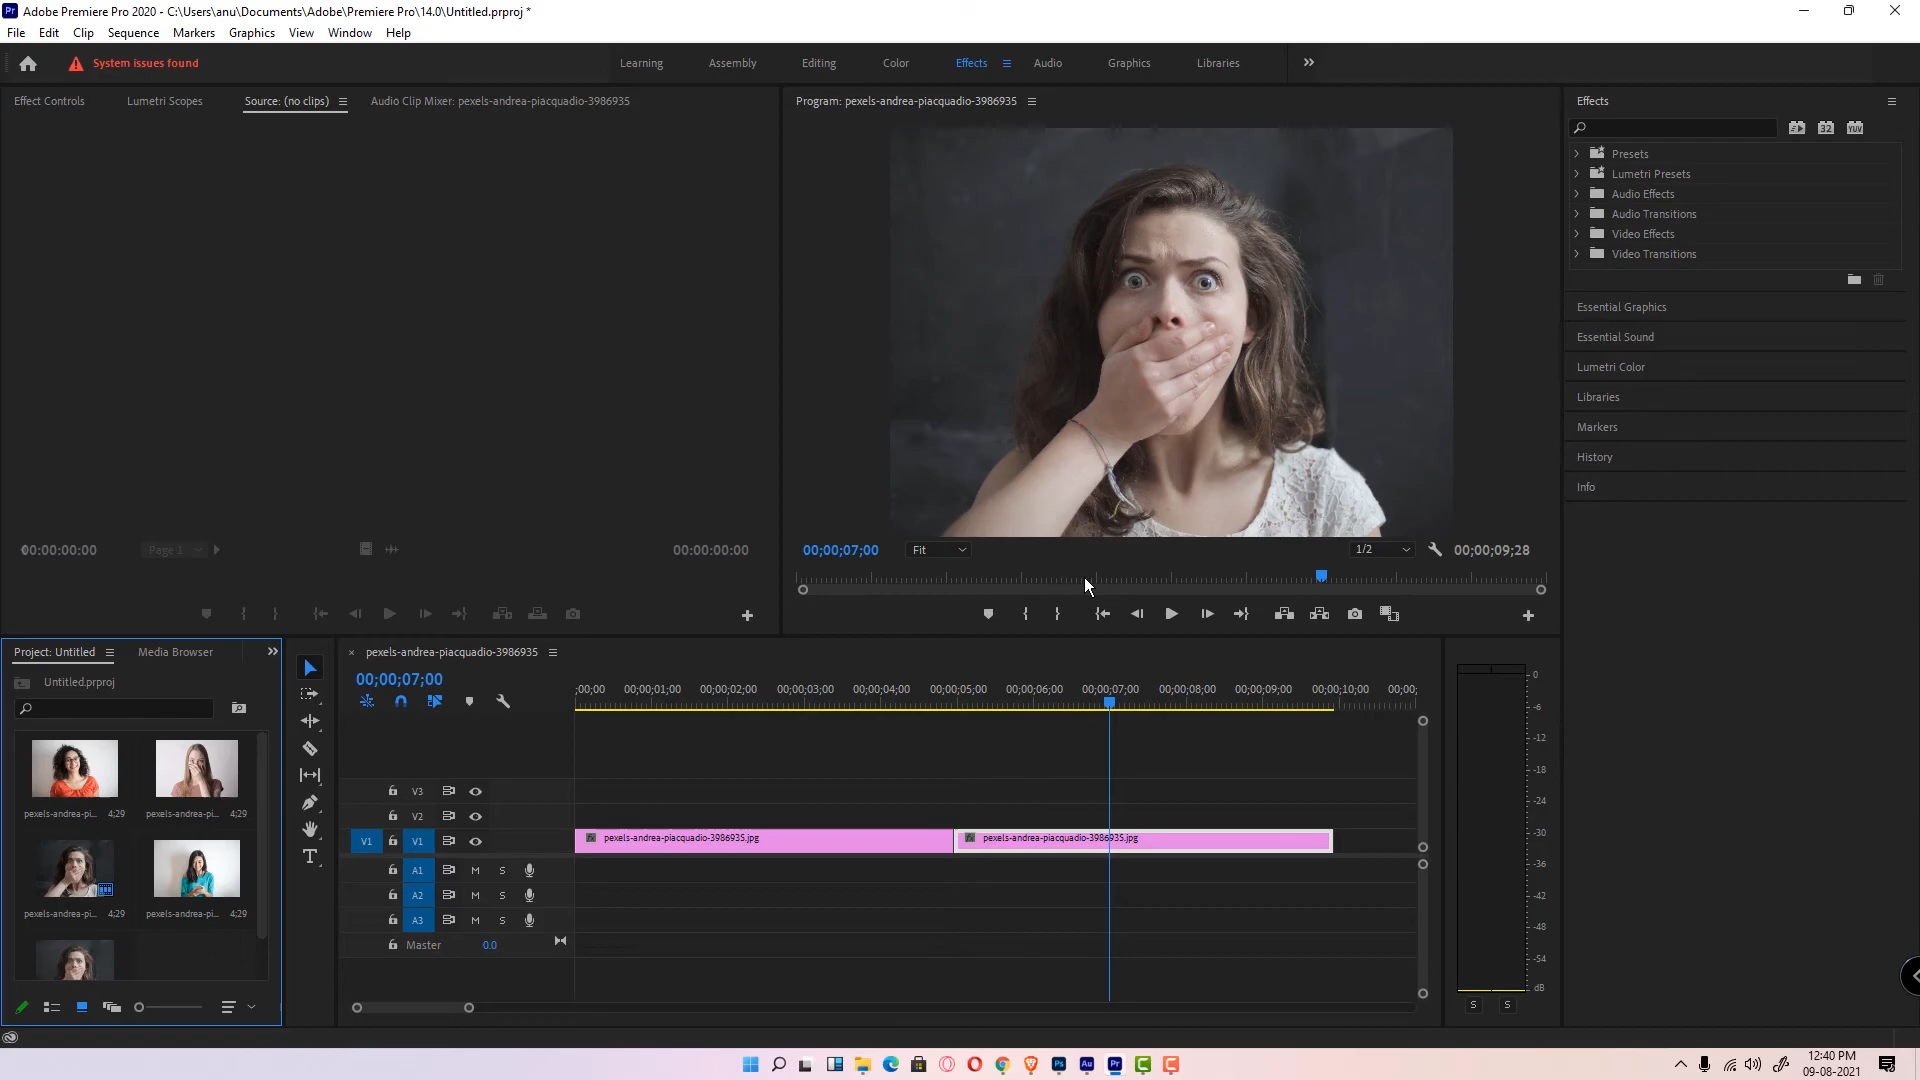 Pr Adobe Premiere Pro 2020 - C:\Users\anu\Documents\Adobe\Premiere Pro\14.0\Untitled.prproj *
File Edit Clip Sequence Markers Graphics View Window Help
System issues found Learning Assembly Editing Color Effects Audio Graphics Libraries
Effect Controls Lumetri Scopes Source: (no clips) Audio Clip Mixer: pexels-andrea-piacquadio-3986935
Program: pexels-andrea-piacquadio-3986935
Effects
32 YUV
Presets
Lumetri Presets
Audio Effects
Audio Transitions
Video Effects
Video Transitions
Essential Graphics
Essential Sound
Lumetri Color
Libraries
Markers
History
Info
00:00:00:00 Page 1 00:00:00:00
00;00;07;00 Fit 1/2 00;00;09;28
Project: Untitled Media Browser
Untitled.prproj
pexels-andrea-pi... 4;29 pexels-andrea-pi... 4;29
pexels-andrea-pi... 4;29 pexels-andrea-pi... 4;29
pexels-andrea-piacquadio-3986935
00;00;07;00
;00;00 00;00;01;00 00;00;02;00 00;00;03;00 00;00;04;00 00;00;05;00 00;00;06;00 00;00;07;00 00;00;08;00 00;00;09;00 00;00;10;00 00;00;
V3
V2
V1 V1 pexels-andrea-piacquadio-3986935.jpg pexels-andrea-piacquadio-3986935.jpg
A1 M S
A2 M S
A3 M S
Master 0.0
0
-6
-12
-18
-24
-30
-36
-42
-48
-54
dB
S S
Ps Au Pr C C
12:40 PM
09-08-2021